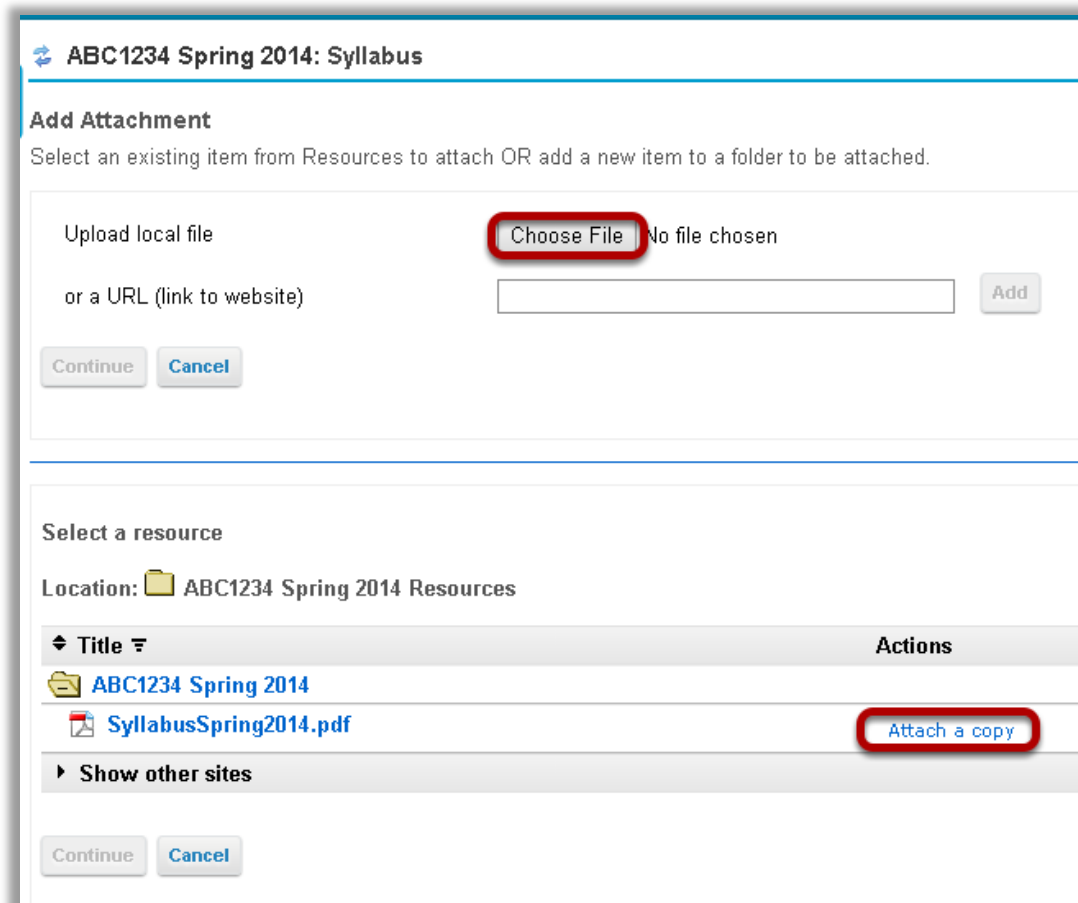 ABC1234 Spring 2014: Syllabus
Add Attachment
Select an existing item from Resources to attach OR add a new item to a folder to be attached.
Upload local file Choose File No file chosen
or a URL (link to website) Add
Continue Cancel
Select a resource
Location: ABC1234 Spring 2014 Resources
Title Actions
ABC1234 Spring 2014
SyllabusSpring2014.pdf Attach a copy
Show other sites
Continue Cancel